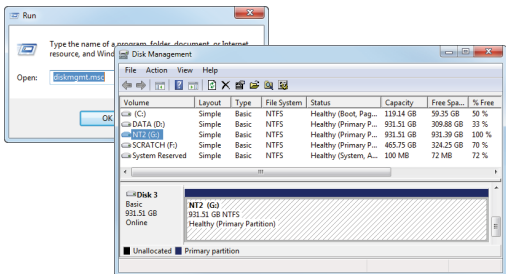 Run
Type the name of a program, folder, document, or Internet
resource, and Wind
Open: diskmgmt.msc
OK
Disk Management
File Action View Help
Volume Layout Type File System Status Capacity Free Spa... % Free
(C:) Simple Basic NTFS Healthy (Boot, Pag... 119.14 GB 59.35 GB 50 %
DATA (D:) Simple Basic NTFS Healthy (Primary P... 931.51 GB 309.88 GB 33 %
NT2 (G:) Simple Basic NTFS Healthy (Primary P... 931.51 GB 931.39 GB 100 %
SCRATCH (F:) Simple Basic NTFS Healthy (Primary P... 465.75 GB 324.25 GB 70 %
System Reserved Simple Basic NTFS Healthy (System, A... 100 MB 72 MB 72 %
Disk 3
Basic
931.51 GB
Online
NT2 (G:)
931.51 GB NTFS
Healthy (Primary Partition)
Unallocated Primary partition